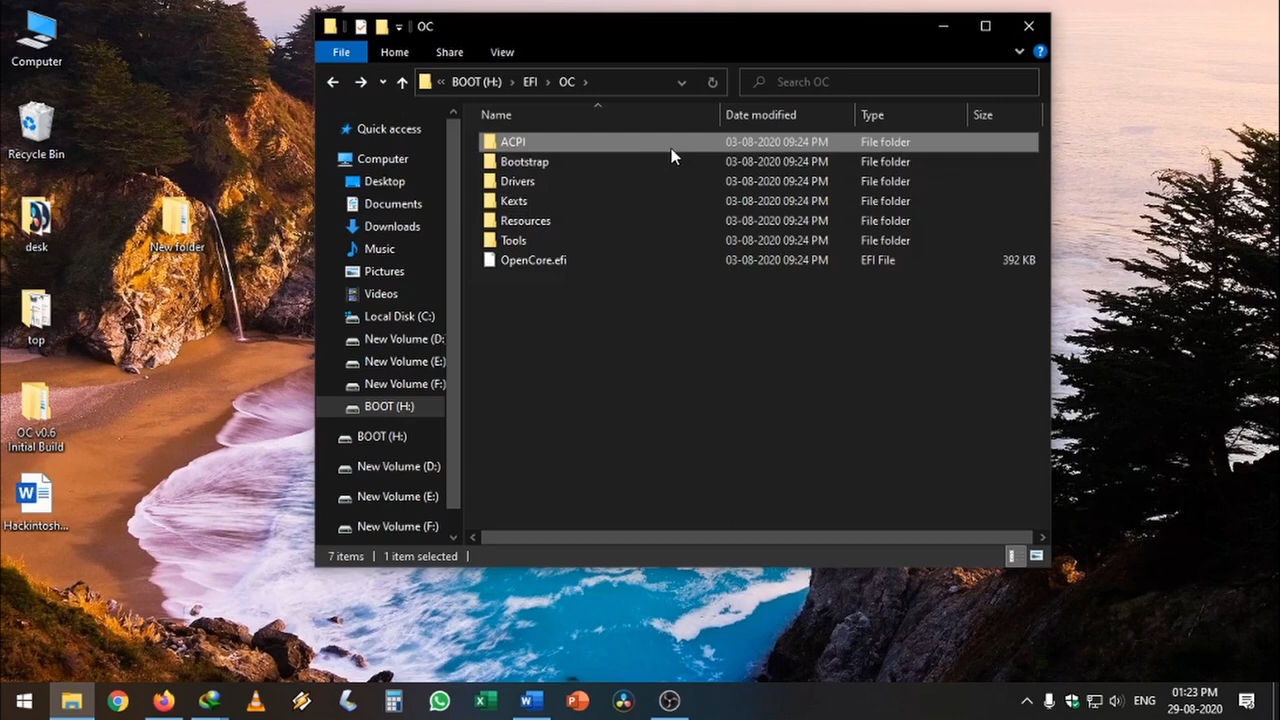 Computer
Recycle Bin
desk
New folder
top
OC v0.6
Initial Build
Hackintosh...
OC
File
Home
Share
View
BOOT (H:)
EFI
OC
Search OC
Quick access
Computer
Desktop
Documents
Downloads
Music
Pictures
Videos
Local Disk (C:)
New Volume (D:
New Volume (E:)
New Volume (F:)
BOOT (H:)
BOOT (H:)
New Volume (D:)
New Volume (E:)
New Volume (F:)
Name Date modified Type Size
ACPI 03-08-2020 09:24 PM File folder
Bootstrap 03-08-2020 09:24 PM File folder
Drivers 03-08-2020 09:24 PM File folder
Kexts 03-08-2020 09:24 PM File folder
Resources 03-08-2020 09:24 PM File folder
Tools 03-08-2020 09:24 PM File folder
OpenCore.efi 03-08-2020 09:24 PM EFI File 392 KB
7 items 1 item selected
ENG
01:23 PM
29-08-2020